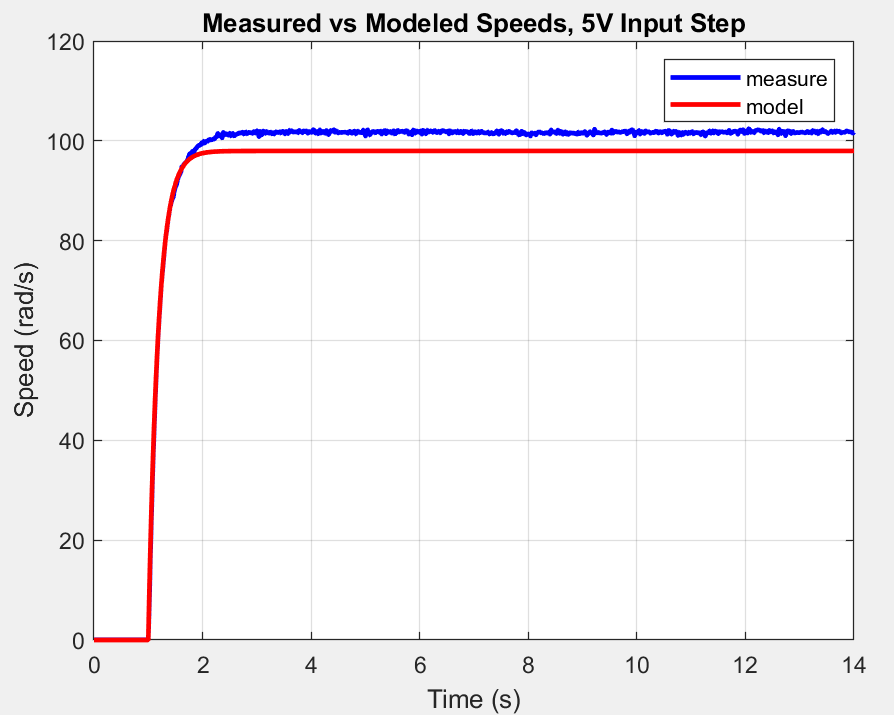 Measured vs Modeled Speeds, 5V Input Step
120
100
80
60
40
20
0
Speed (rad/s)
measure
model
0 2 4 6 8 10 12 14
Time (s)